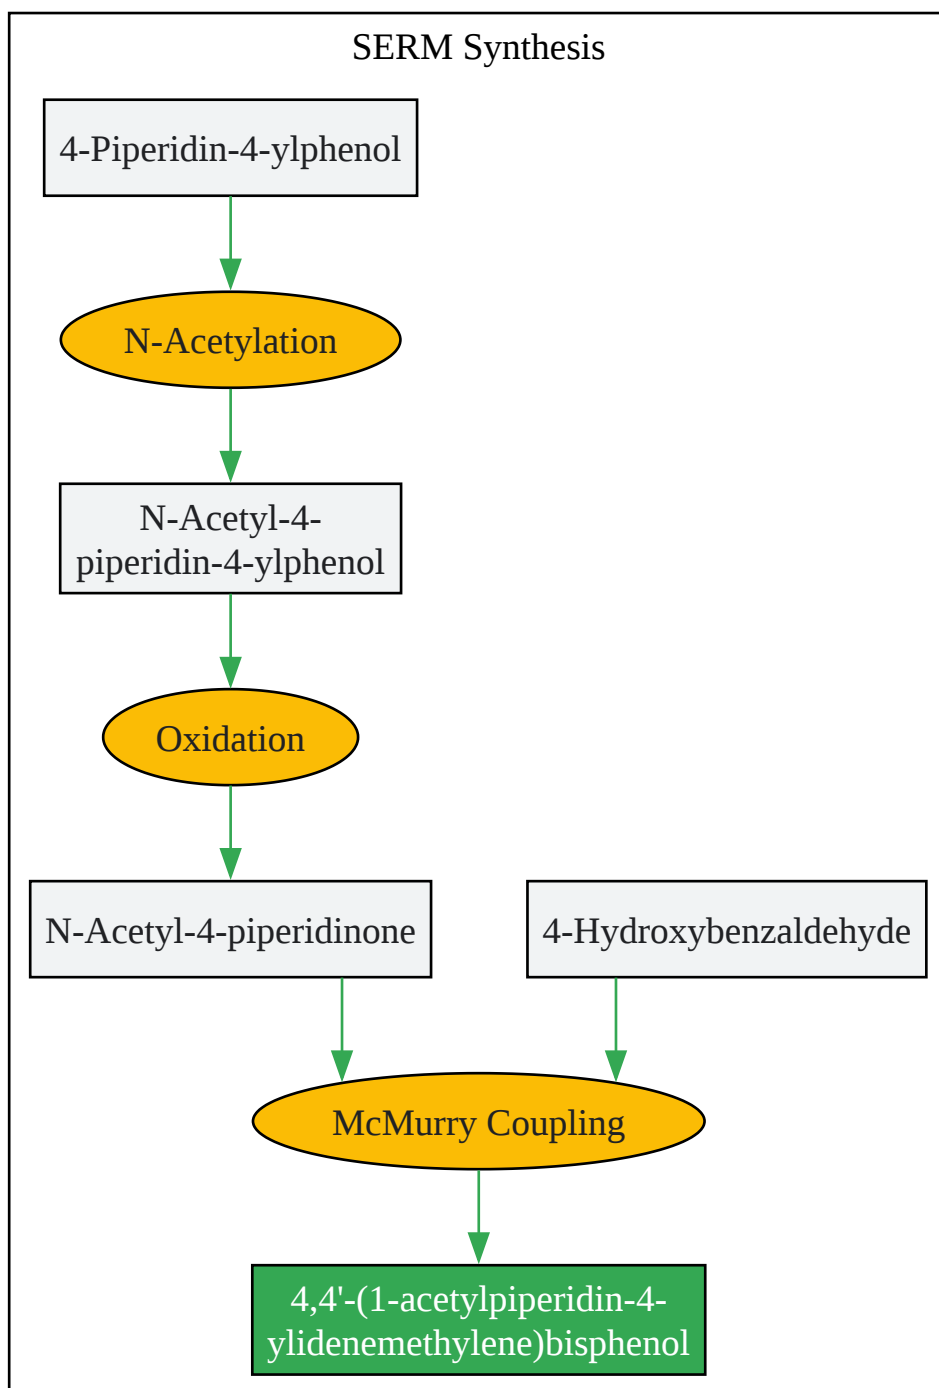 SERM Synthesis
4-Piperidin-4-ylphenol
N-Acetylation
N-Acetyl-4-
piperidin-4-ylphenol
Oxidation
N-Acetyl-4-piperidinone
4-Hydroxybenzaldehyde
McMurry Coupling
4,4'-(1-acetylpiperidin-4-
ylidenemethylene)bisphenol